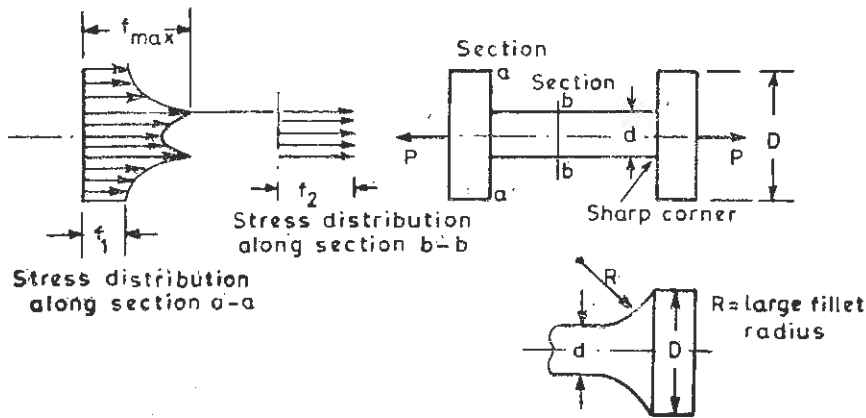 f max
Section
a
Section
b
d
D
P
P
b
a
Sharp corner
f2
Stress distribution
along section b-b
f1
Stress distribution
along section a-a
R
R= large fillet
radius
d
D